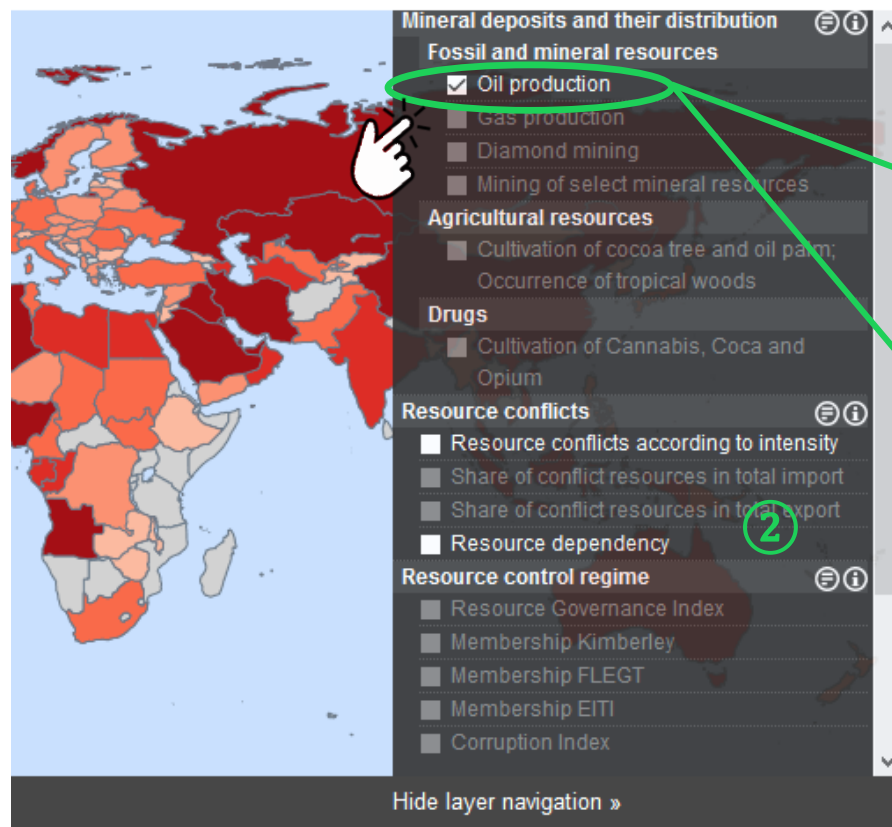 Mineral deposits and their distribution
Fossil and mineral resources
Oil production
Gas production
Diamond mining
Mining of select mineral resources
Agricultural resources
Cultivation of cocoa tree and oil palm;
Occurrence of tropical woods
Drugs
Cultivation of Cannabis, Coca and
Opium
Resource conflicts
Resource conflicts according to intensity
Share of conflict resources in total import
Share of conflict resources in total export
2
Resource dependency
Resource control regime
Resource Governance Index
Membership Kimberley
Membership FLEGT
Membership EITI
Corruption Index
Hide layer navigation »